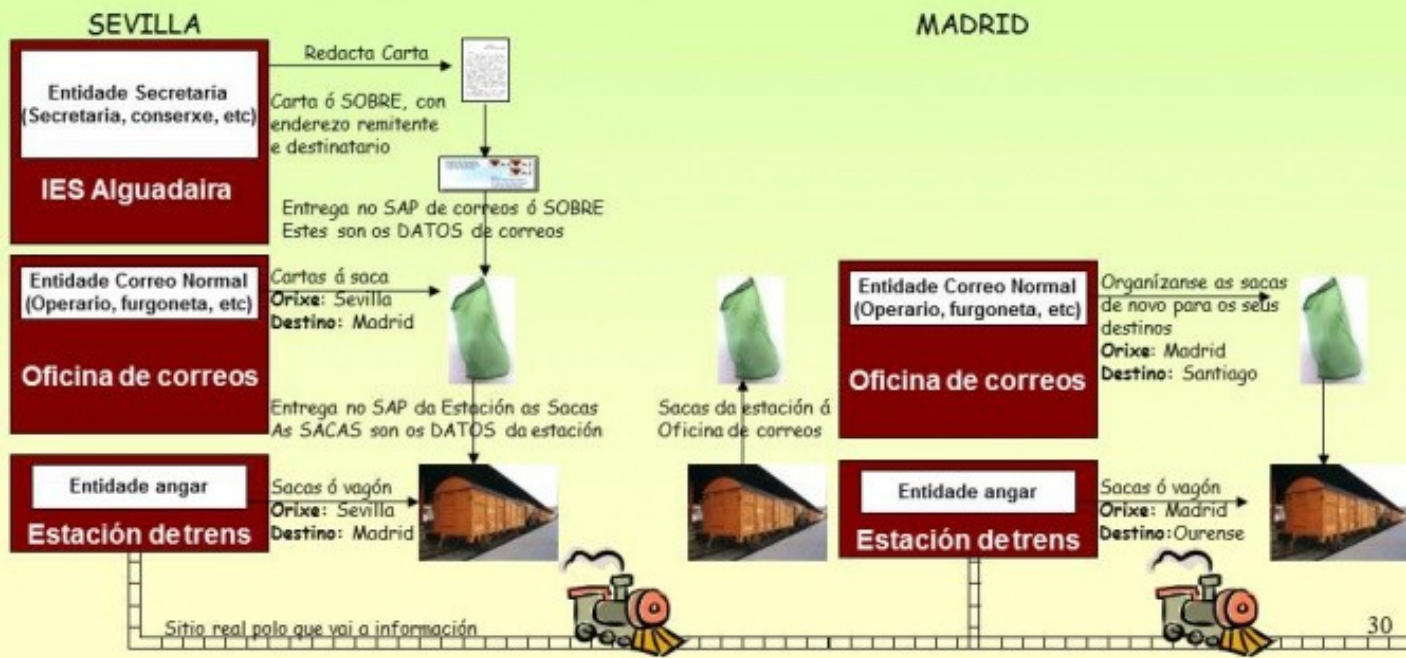 SEVILLA
MADRID
Entidade Secretaria
(Secretaria, conserxe, etc)
IES Alguadaira
Redacta Carta
Carta ó SOBRE, con
enderezo remitente
e destinatario
Entrega no SAP de correos ó SOBRE
Estes son os DATOS de correos
Entidade Correo Normal
(Operario, furgoneta, etc)
Oficina de correos
Cartas á saca
Orixe: Sevilla
Destino: Madrid
Entrega no SAP da Estación as Sacas
As SACAS son os DATOS da estación
Sacas da estación á
Oficina de correos
Entidade Correo Normal
(Operario, furgoneta, etc)
Oficina de correos
Organízanse as sacas
de novo para os seus
destinos
Orixe: Madrid
Destino: Santiago
Entidade angar
Estación de trens
Sacas ó vagón
Orixe: Sevilla
Destino: Madrid
Entidade angar
Estación de trens
Sacas ó vagón
Orixe: Madrid
Destino:Ourense
Sitio real polo que vai a información
30